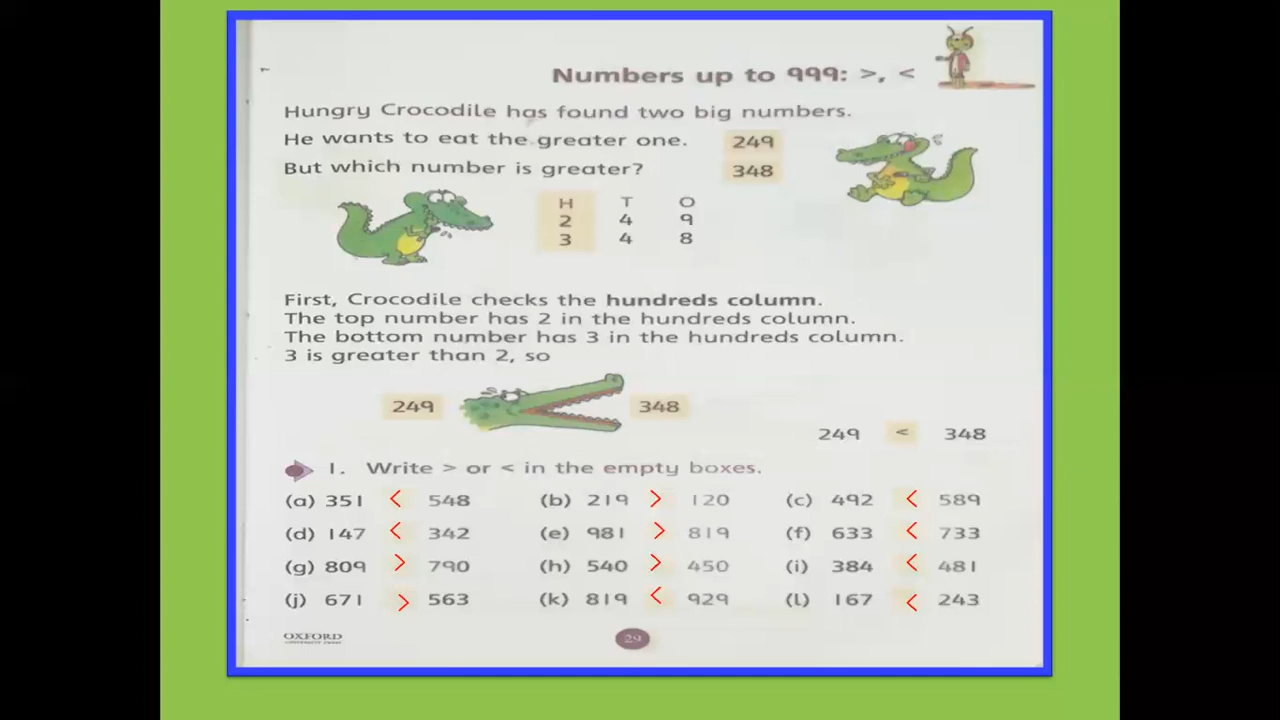 Numbers up to 999: >, <
Hungry Crocodile has found two big numbers.
He wants to eat the greater one. 249
But which number is greater? 348
H T O
2 4 9
3 4 8
First, Crocodile checks the hundreds column.
The top number has 2 in the hundreds column.
The bottom number has 3 in the hundreds column.
3 is greater than 2, so
249 348
249 < 348
1. Write > or < in the empty boxes.
(a) 351 < 548 (b) 219 > 120 (c) 492 < 589
(d) 147 < 342 (e) 981 > 819 (f) 633 < 733
(g) 809 > 790 (h) 540 > 450 (i) 384 < 481
(j) 671 > 563 (k) 819 < 929 (l) 167 < 243
OXFORD
UNIVERSITY PRESS
29